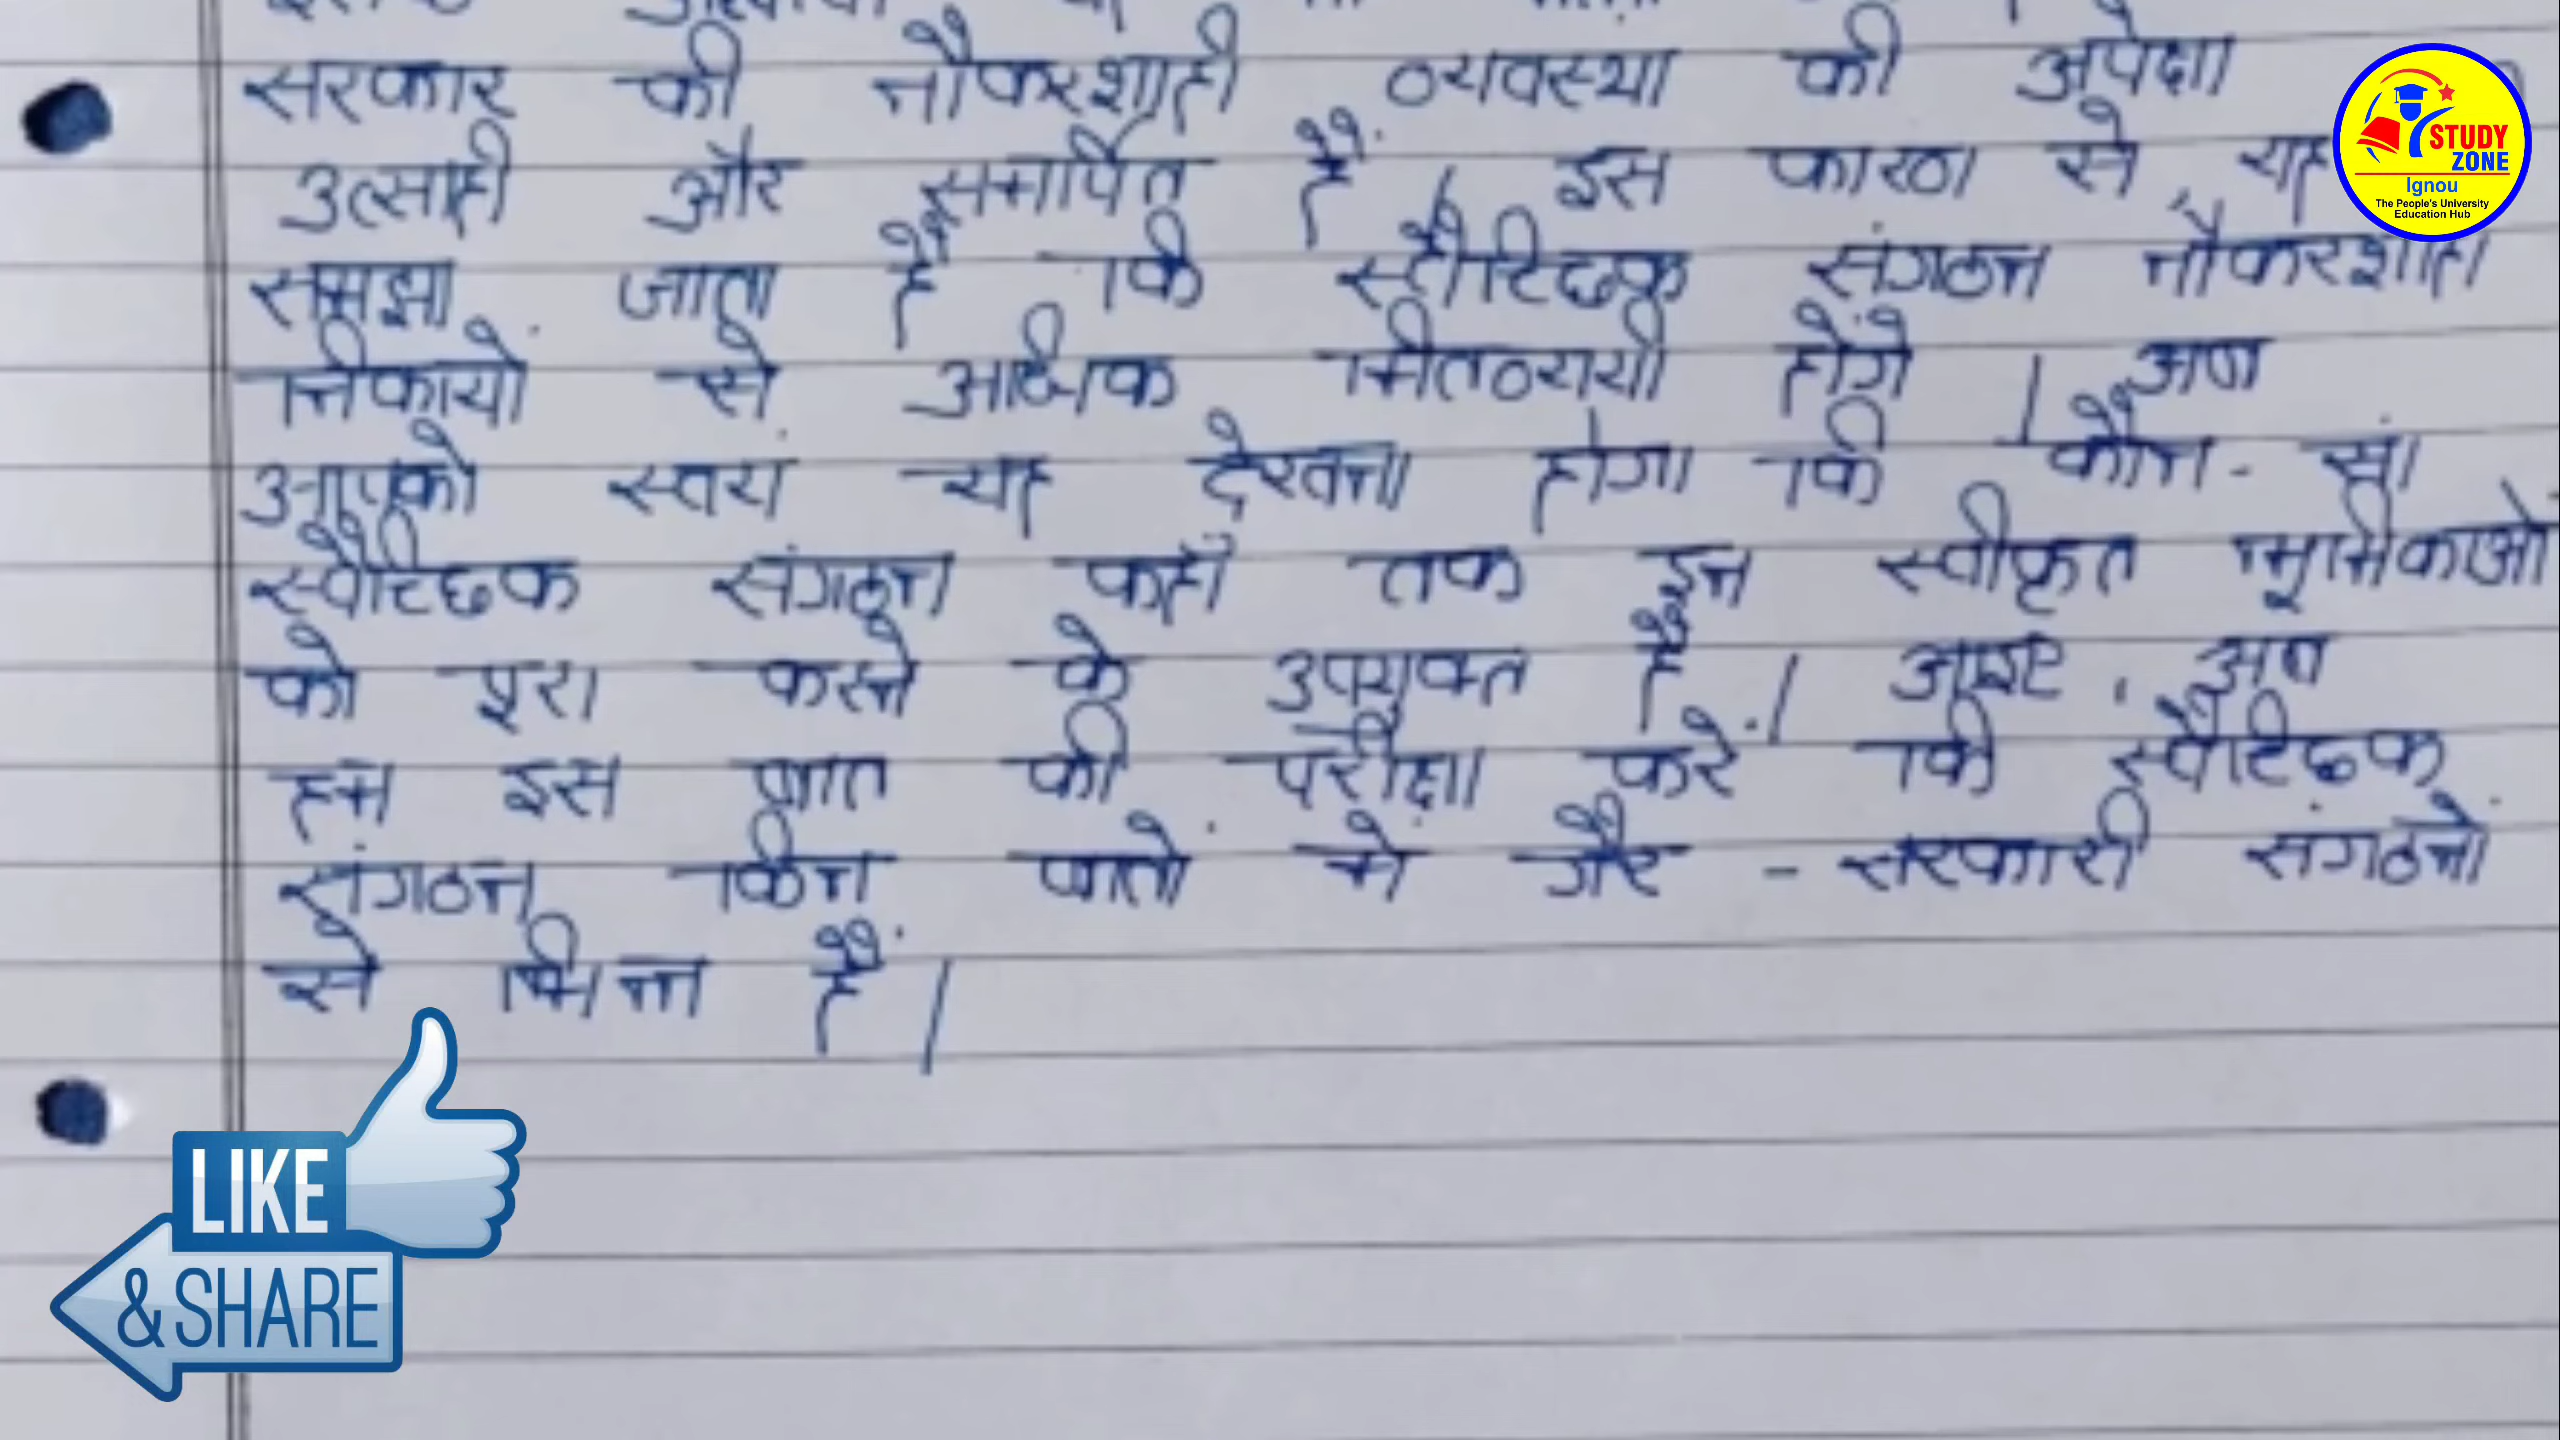 सरकार की नौकरशाही व्यवस्था की अपेक्षा
उत्साही और समर्पित हैं। इस कारण से यह
समझा जाता है कि स्वैच्छिक संगठन नौकरशाही
निकायों से अधिक मितव्ययी होंगे। अब
आपको स्वयं यह देखना होगा कि कौन-सा
स्वैच्छिक संगठन कहाँ तक इन स्वीकृत भूमिकाओं
को पूरा करने के उपयुक्त है। आइए, अब
हम इस बात की परीक्षा करें कि स्वैच्छिक
संगठन किन बातों में गैर-सरकारी संगठनों
से भिन्न हैं।
STUDY
ZONE
Ignou
The People's University
Education Hub
LIKE
& SHARE